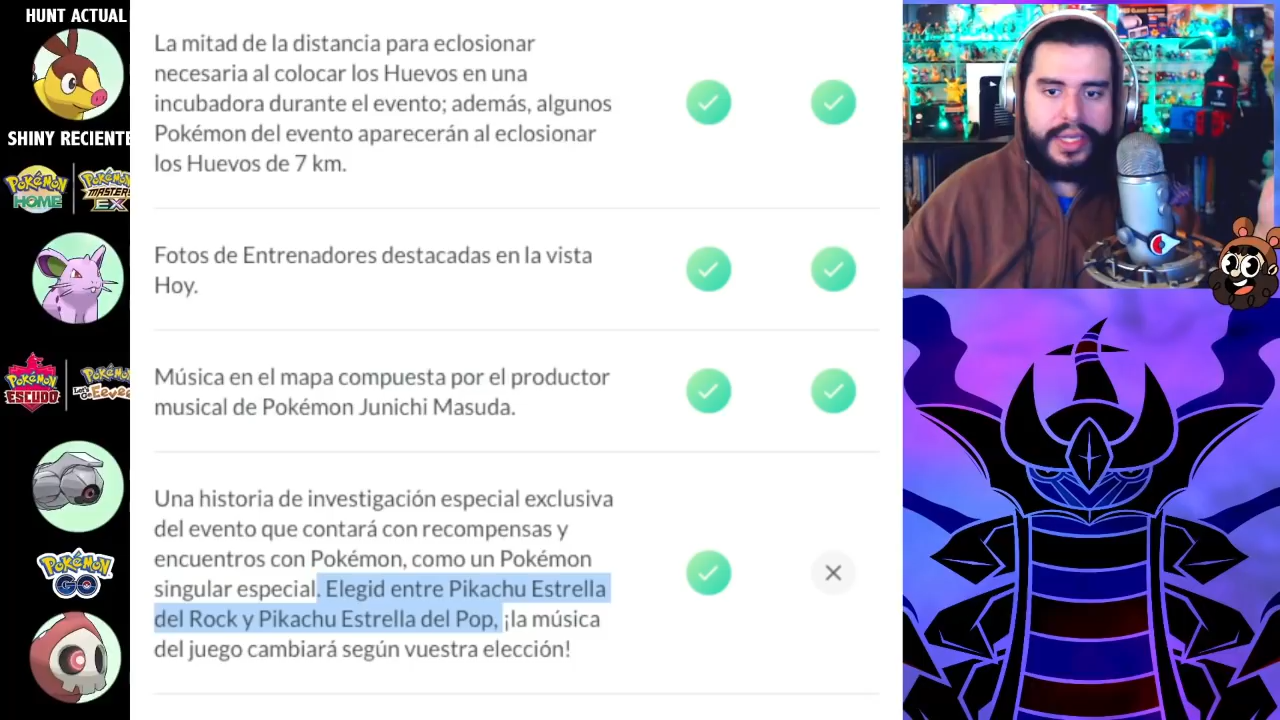 HUNT ACTUAL
SHINY RECIENTE
Pokémon
HOME
Pokémon
MASTERS
EX
Pokémon
ESCUDO
Pokémon
Let's Go
Eevee
Pokémon
GO
La mitad de la distancia para eclosionar
necesaria al colocar los Huevos en una
incubadora durante el evento; además, algunos
Pokémon del evento aparecerán al eclosionar
los Huevos de 7 km.
Fotos de Entrenadores destacadas en la vista
Hoy.
Música en el mapa compuesta por el productor
musical de Pokémon Junichi Masuda.
Una historia de investigación especial exclusiva
del evento que contará con recompensas y
encuentros con Pokémon, como un Pokémon
singular especial. Elegid entre Pikachu Estrella
del Rock y Pikachu Estrella del Pop, ¡la música
del juego cambiará según vuestra elección!